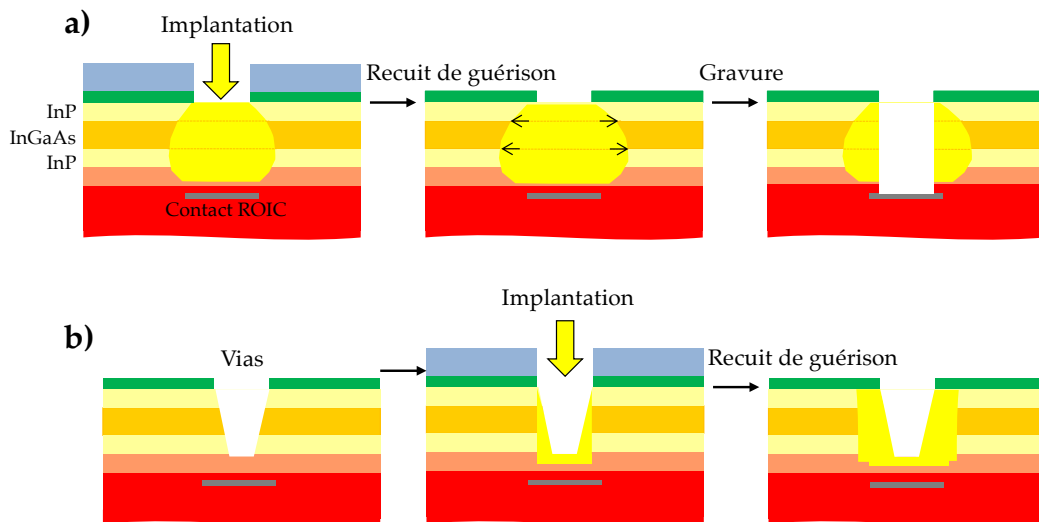 a)
Implantation
Recuit de guérison
Gravure
InP
InGaAs
InP
Contact ROIC
b)
Vias
Implantation
Recuit de guérison